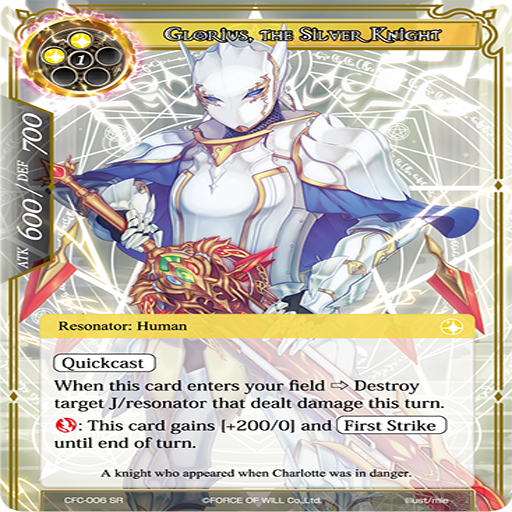 Glorius, the Silver Knight
1
ATK 600 / DEF 700
Resonator: Human
Quickcast
When this card enters your field ⇨ Destroy
target J/resonator that dealt damage this turn.
: This card gains [+200/0] and First Strike
until end of turn.
A knight who appeared when Charlotte was in danger.
CFC-006 SR ©FORCE OF WILL Co.,Ltd. illust/mle